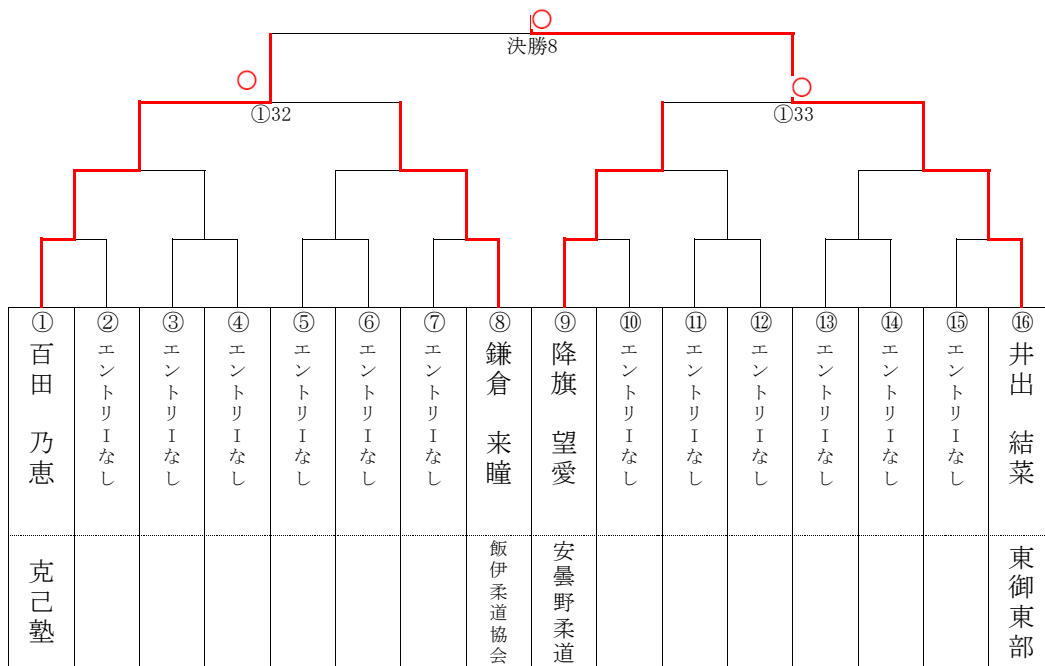 決勝8
①32
①33
①
百田 乃恵
克己塾
②
エントリーなし
③
エントリーなし
④
エントリーなし
⑤
エントリーなし
⑥
エントリーなし
⑦
エントリーなし
⑧
鎌倉 来瞳
飯伊柔道協会
⑨
降旗 望愛
安曇野柔道
⑩
エントリーなし
⑪
エントリーなし
⑫
エントリーなし
⑬
エントリーなし
⑭
エントリーなし
⑮
エントリーなし
⑯
井出 結菜
東御東部